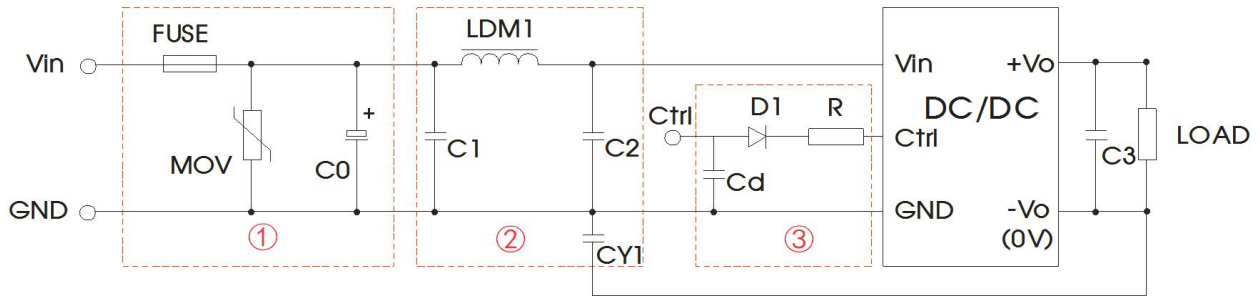 FUSE
LDM1
Vin
Vin
+Vo
D1
R
DC/DC
Ctrl
Ctrl
+
MOV
C0
C1
C2
Cd
C3
LOAD
GND
GND
-Vo
(0V)
①
②
③
CY1